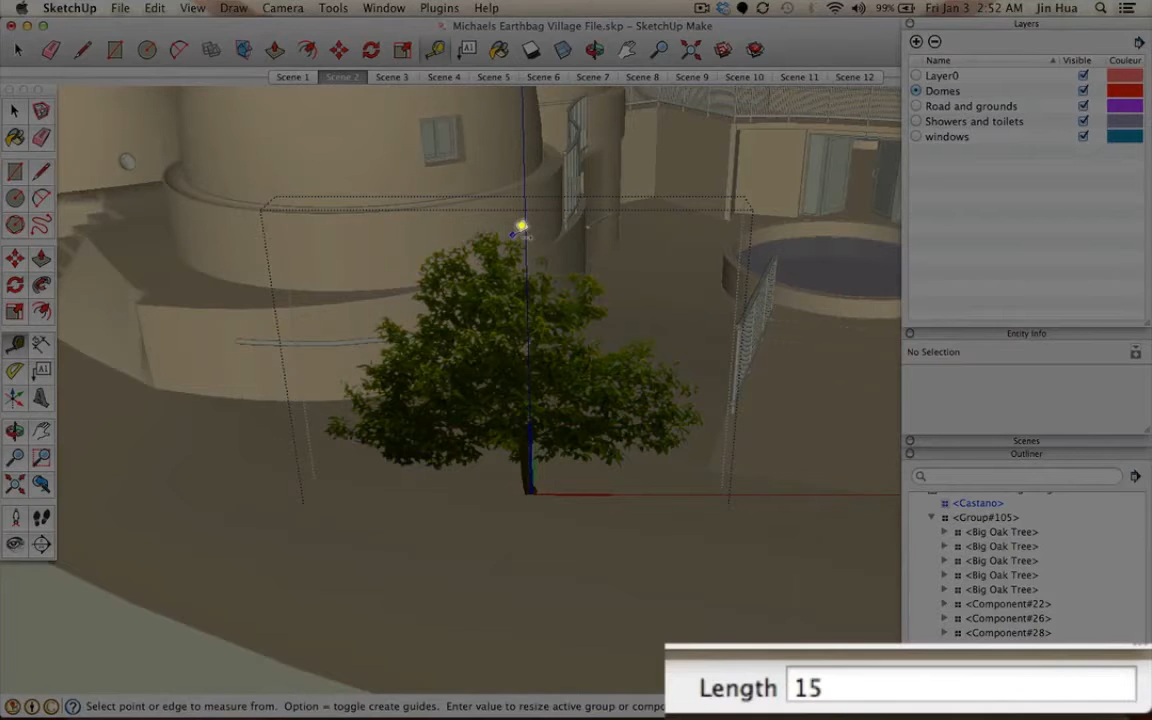 SketchUp File Edit View Draw Camera Tools Window Plugins Help 99% Fri Jan 3 2:52 AM Jin Hua
Michaels Earthbag Village File.skp - SketchUp Make
Layers
Scene 1 Scene 2 Scene 3 Scene 4 Scene 5 Scene 6 Scene 7 Scene 8 Scene 9 Scene 10 Scene 11 Scene 12
Name Visible Couleur
Layer0
Domes
Road and grounds
Showers and toilets
windows
Entity Info
No Selection
Scenes
Outliner
<Castano>
<Group#105>
<Big Oak Tree>
<Big Oak Tree>
<Big Oak Tree>
<Big Oak Tree>
<Big Oak Tree>
<Component#22>
<Component#26>
<Component#28>
Length 15
Select point or edge to measure from. Option = toggle create guides. Enter value to resize active group or compo